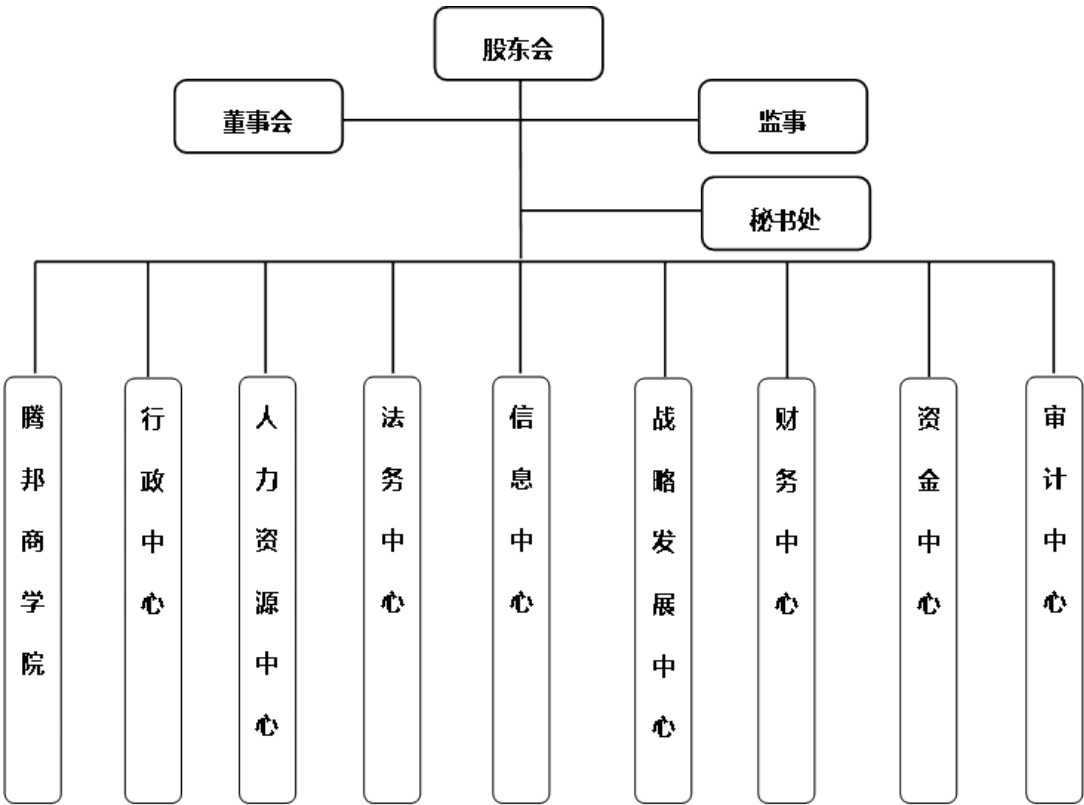 股东会
董事会
监事
秘书处
腾邦商学院
行政中心
人力资源中心
法务中心
信息中心
战略发展中心
财务中心
资金中心
审计中心